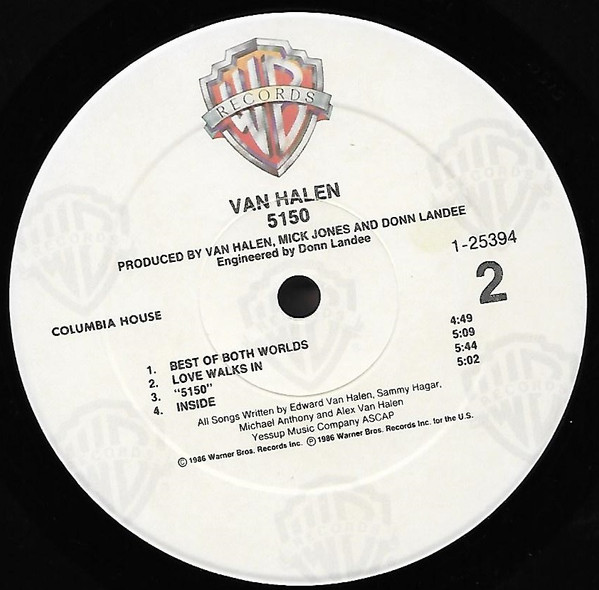 WB
RECORDS
VAN HALEN
5150
PRODUCED BY VAN HALEN, MICK JONES AND DONN LANDEE
Engineered by Donn Landee
1-25394
2
COLUMBIA HOUSE
1. BEST OF BOTH WORLDS 4:49
2. LOVE WALKS IN 5:09
3. "5150" 5:44
4. INSIDE 5:02
All Songs Written by Edward Van Halen, Sammy Hagar,
Michael Anthony and Alex Van Halen
Yessup Music Company ASCAP
© 1986 Warner Bros. Records Inc. ℗ 1986 Warner Bros. Records Inc. for the U.S.